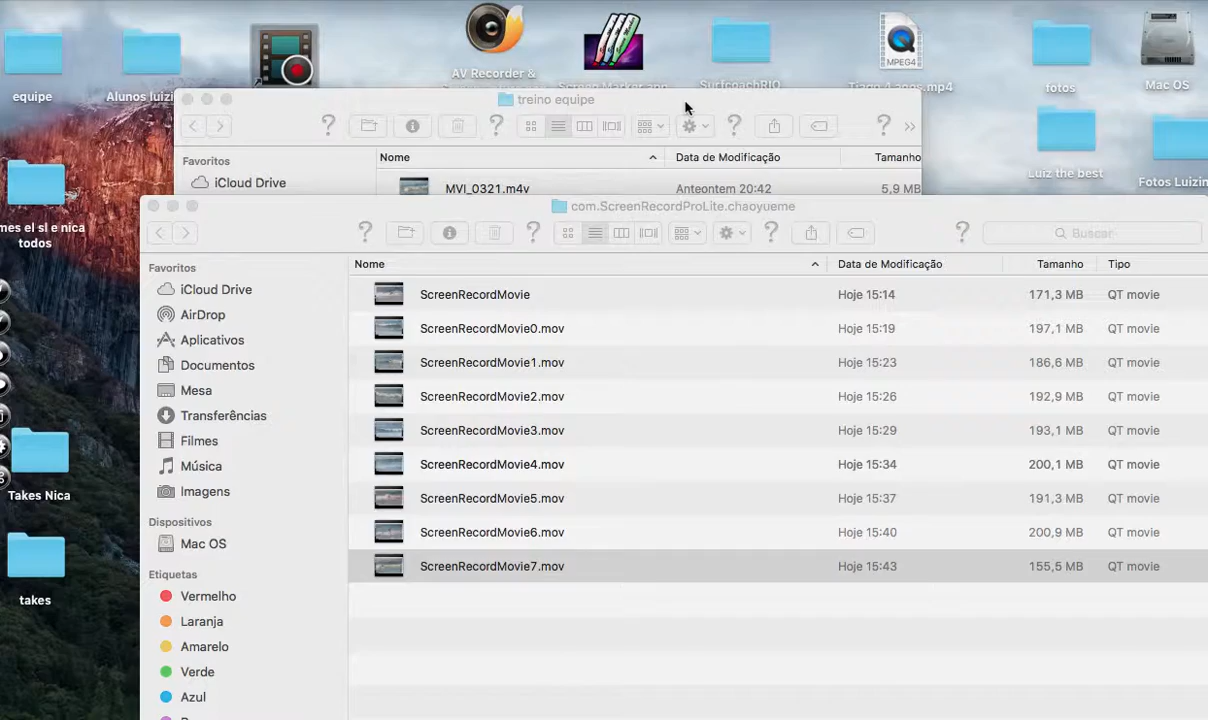 equipe
Alunos luizi
AV Recorder &
SurfcoachRIO
MPEG4
fotos
Mac OS
Luiz the best
Fotos Luizin
mes el sl e nica
todos
Takes Nica
takes
treino equipe
Favoritos
iCloud Drive
Nome
Data de Modificação
Tamanho
MVI_0321.m4v
Anteontem 20:42
5,9 MB
com.ScreenRecordProLite.chaoyueme
Buscar
Favoritos
iCloud Drive
AirDrop
Aplicativos
Documentos
Mesa
Transferências
Filmes
Música
Imagens
Dispositivos
Mac OS
Etiquetas
Vermelho
Laranja
Amarelo
Verde
Azul
Nome Data de Modificação Tamanho Tipo
ScreenRecordMovie Hoje 15:14 171,3 MB QT movie
ScreenRecordMovie0.mov Hoje 15:19 197,1 MB QT movie
ScreenRecordMovie1.mov Hoje 15:23 186,6 MB QT movie
ScreenRecordMovie2.mov Hoje 15:26 192,9 MB QT movie
ScreenRecordMovie3.mov Hoje 15:29 193,1 MB QT movie
ScreenRecordMovie4.mov Hoje 15:34 200,1 MB QT movie
ScreenRecordMovie5.mov Hoje 15:37 191,3 MB QT movie
ScreenRecordMovie6.mov Hoje 15:40 200,9 MB QT movie
ScreenRecordMovie7.mov Hoje 15:43 155,5 MB QT movie